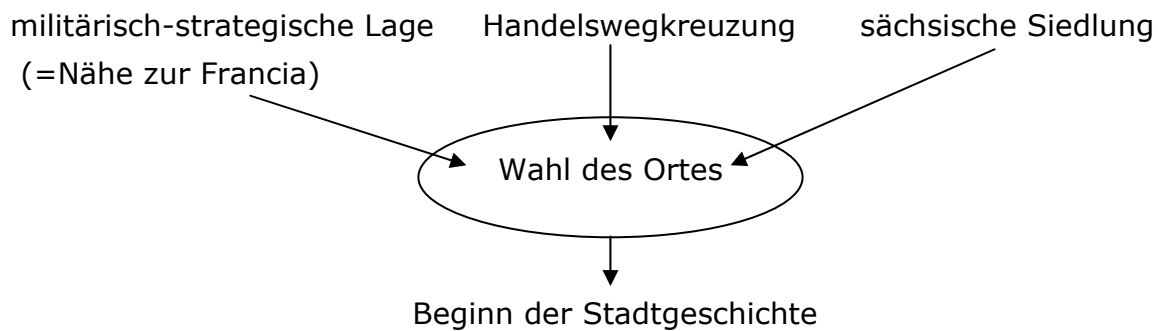 militärisch-strategische Lage
(=Nähe zur Francia)
Handelswegkreuzung
sächsische Siedlung
Wahl des Ortes
Beginn der Stadtgeschichte